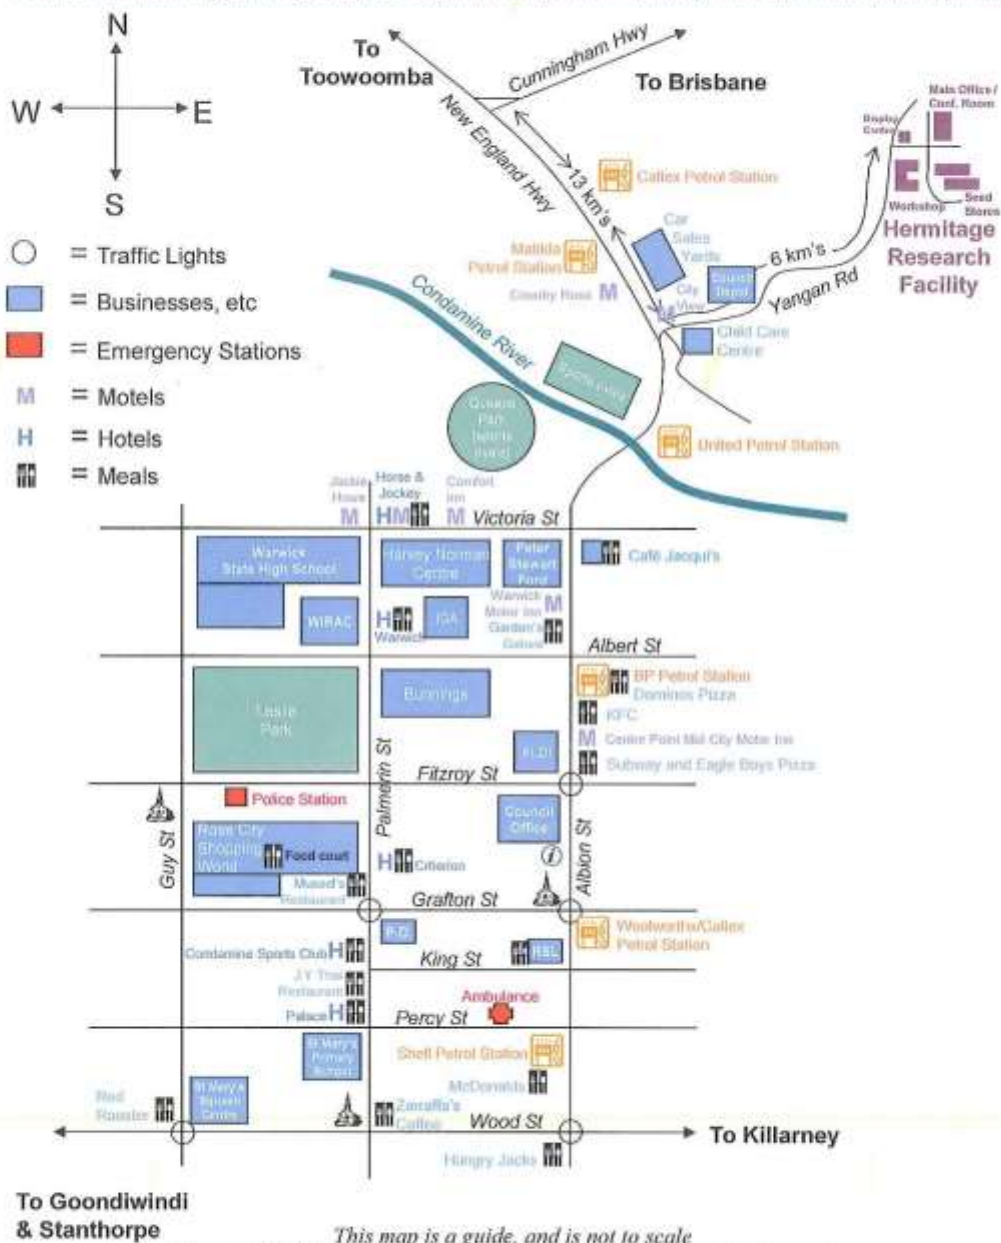 N
W
E
S
= Traffic Lights
= Businesses, etc
= Emergency Stations
M = Motels
H = Hotels
= Meals
To
Toowoomba
Cunningham Hwy
To Brisbane
New England Hwy
13 km's
Caltex Petrol Station
Matilda
Petrol Station
Country Rose M
Car
Sales
Yards
City
View
M
Council
Depot
6 km's
Yangan Rd
Child Care
Centre
Display
Centre
Main Office /
Conf. Room
Workshop
Seed
Stores
Hermitage
Research
Facility
Condamine River
Sports oval
Queens
Park
United Petrol Station
Jackie
Howe
M
Horse &
Jockey
HM
Comfort
Inn
M
Victoria St
Warwick
State High School
WIRAC
Harvey Norman
Centre
Peter
Stewart
Ford
Café Jacqui's
H
Warwick
IGA
Warwick
Motor Inn M
Garden's
Galore
Albert St
Leslie
Park
Bunnings
ALDI
BP Petrol Station
Dominos Pizza
KFC
M Centre Point Mid City Motor Inn
Subway and Eagle Boys Pizza
Palmerin St
Fitzroy St
Police Station
Guy St
Rose City
Shopping
World
Food court
Restaurant
H Criterion
Council
Office
i
Albion St
Grafton St
Woolworths/Caltex
Petrol Station
P.O.
RSL
King St
Condamine Sports Club H
J.Y Thai
Restaurant
Palace H
Ambulance
Percy St
St Mary's
Primary
School
Shell Petrol Station
McDonalds
Red
Rooster
St Mary's
Centre
Zarraffa's
Coffee
Wood St
Hungry Jacks
To Killarney
To Goondiwindi
& Stanthorpe
This map is a guide, and is not to scale